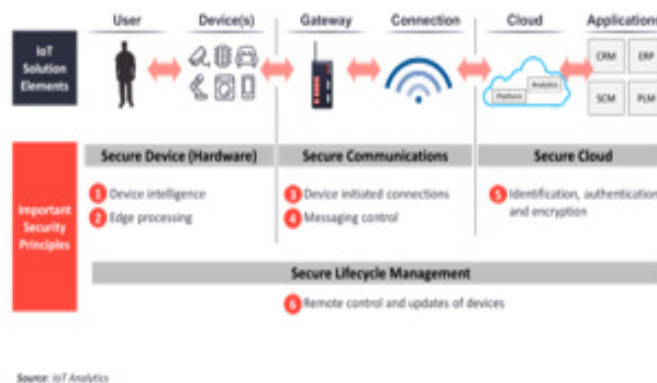 User Device(s) Gateway Connection Cloud Applications
IoT
Solution
Elements
CRM ERP
Analytics
Platform
SCM PLM
Important
Security
Principles
Secure Device (Hardware) Secure Communications Secure Cloud
1 Device intelligence
2 Edge processing
3 Device initiated connections
4 Messaging control
5 Identification, authentication
and encryption
Secure Lifecycle Management
6 Remote control and updates of devices
Source: IoT Analytics